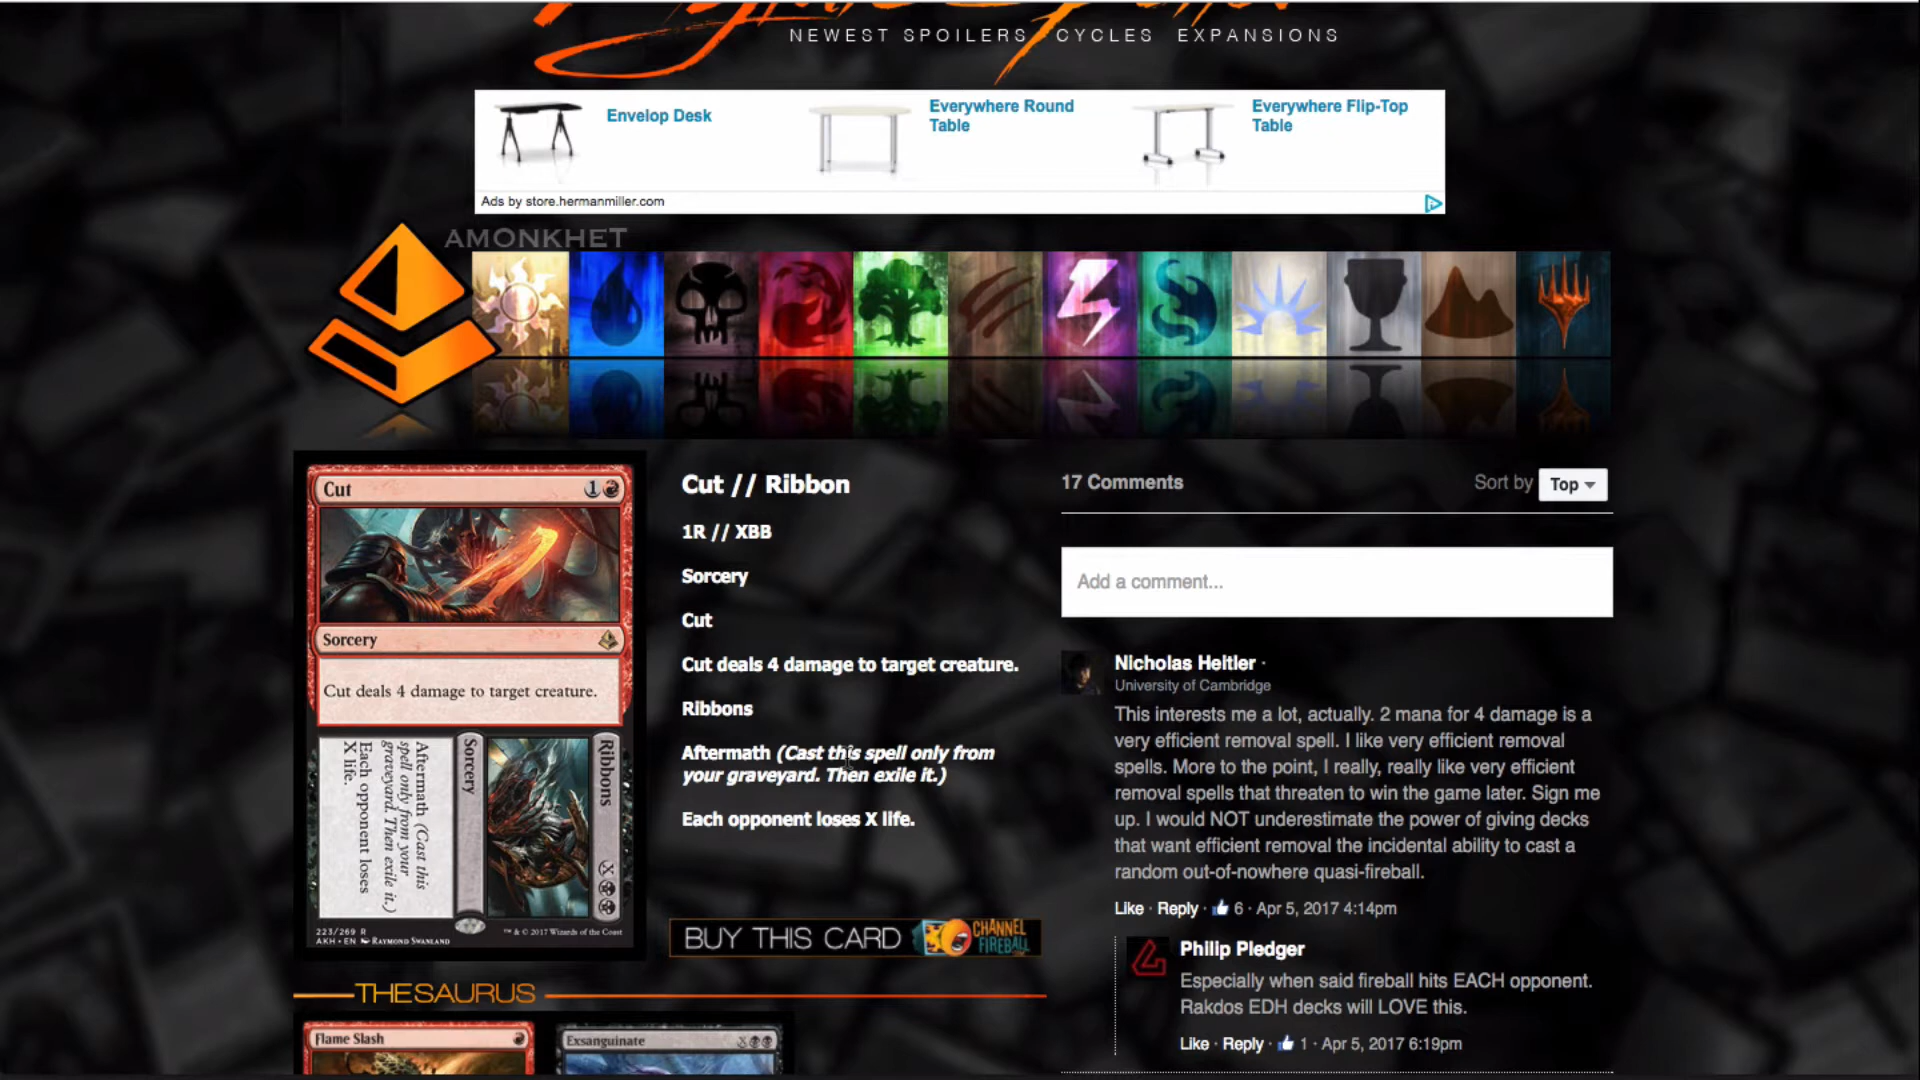 NEWEST SPOILERS CYCLES EXPANSIONS
Envelop Desk
Everywhere Round
Table
Everywhere Flip-Top
Table
Ads by store.hermanmiller.com
AMONKHET
Cut 1
Sorcery
Cut deals 4 damage to target creature.
Ribbons X
Sorcery
Aftermath (Cast this
spell only from your
graveyard. Then exile it.)
Each opponent loses
X life.
223/269 R
AKH • EN RAYMOND SWANLAND
™ & © 2017 Wizards of the Coast
Cut // Ribbon
1R // XBB
Sorcery
Cut
Cut deals 4 damage to target creature.
Ribbons
Aftermath (Cast this spell only from
your graveyard. Then exile it.)
Each opponent loses X life.
BUY THIS CARD CHANNEL
FIREBALL
THESAURUS
Flame Slash
Exsanguinate X
17 Comments
Sort by Top
Add a comment...
Nicholas Heitler ·
University of Cambridge
This interests me a lot, actually. 2 mana for 4 damage is a
very efficient removal spell. I like very efficient removal
spells. More to the point, I really, really like very efficient
removal spells that threaten to win the game later. Sign me
up. I would NOT underestimate the power of giving decks
that want efficient removal the incidental ability to cast a
random out-of-nowhere quasi-fireball.
Like · Reply · 6 · Apr 5, 2017 4:14pm
Philip Pledger
Especially when said fireball hits EACH opponent.
Rakdos EDH decks will LOVE this.
Like · Reply · 1 · Apr 5, 2017 6:19pm